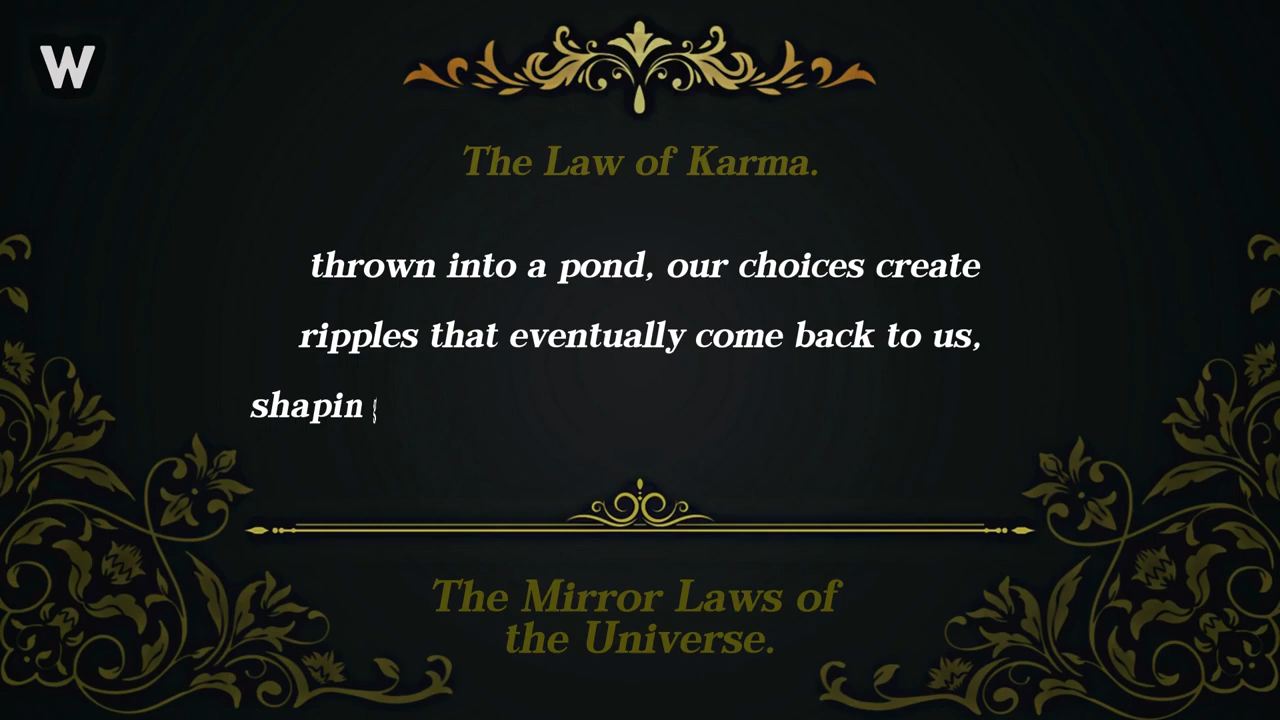 W
The Law of Karma.
thrown into a pond, our choices create
ripples that eventually come back to us,
shapin
The Mirror Laws of
the Universe.